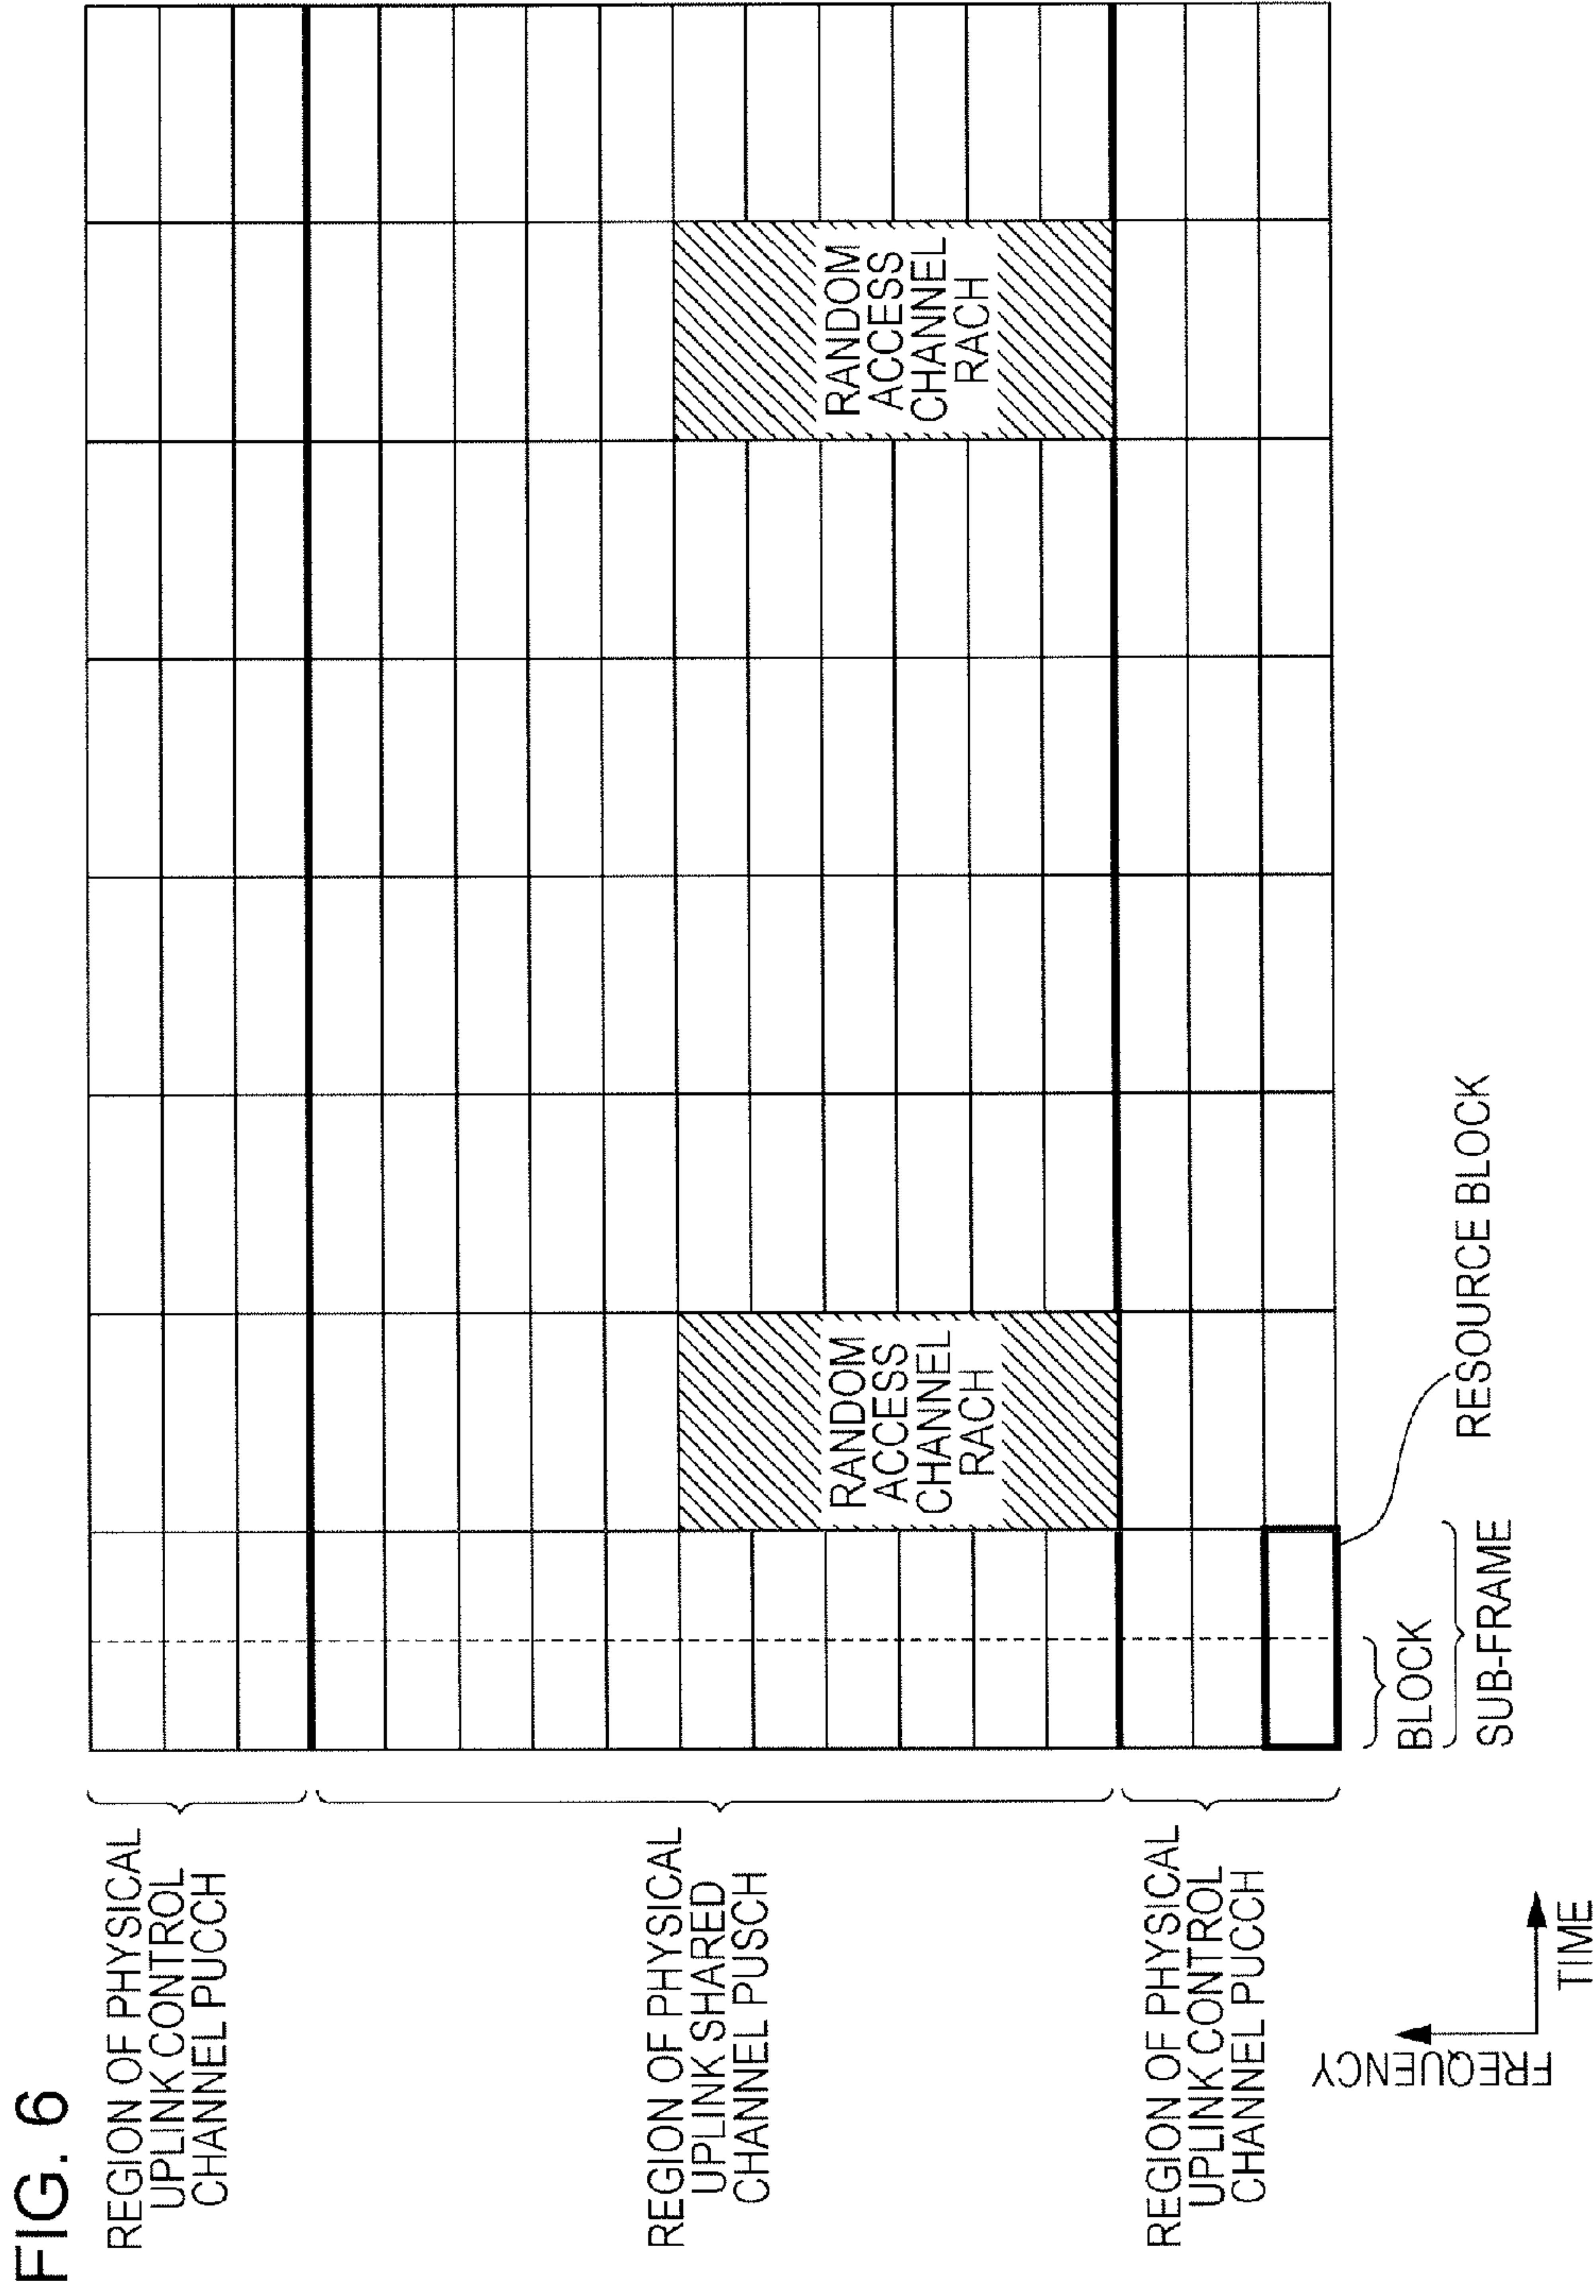 FIG. 6
REGION OF PHYSICAL
UPLINK CONTROL
CHANNEL PUCCH
REGION OF PHYSICAL
UPLINK SHARED
CHANNEL PUSCH
REGION OF PHYSICAL
UPLINK CONTROL
CHANNEL PUCCH
RANDOM
ACCESS
CHANNEL
RACH
RANDOM
ACCESS
CHANNEL
RACH
BLOCK
SUB-FRAME
RESOURCE BLOCK
FREQUENCY
TIME